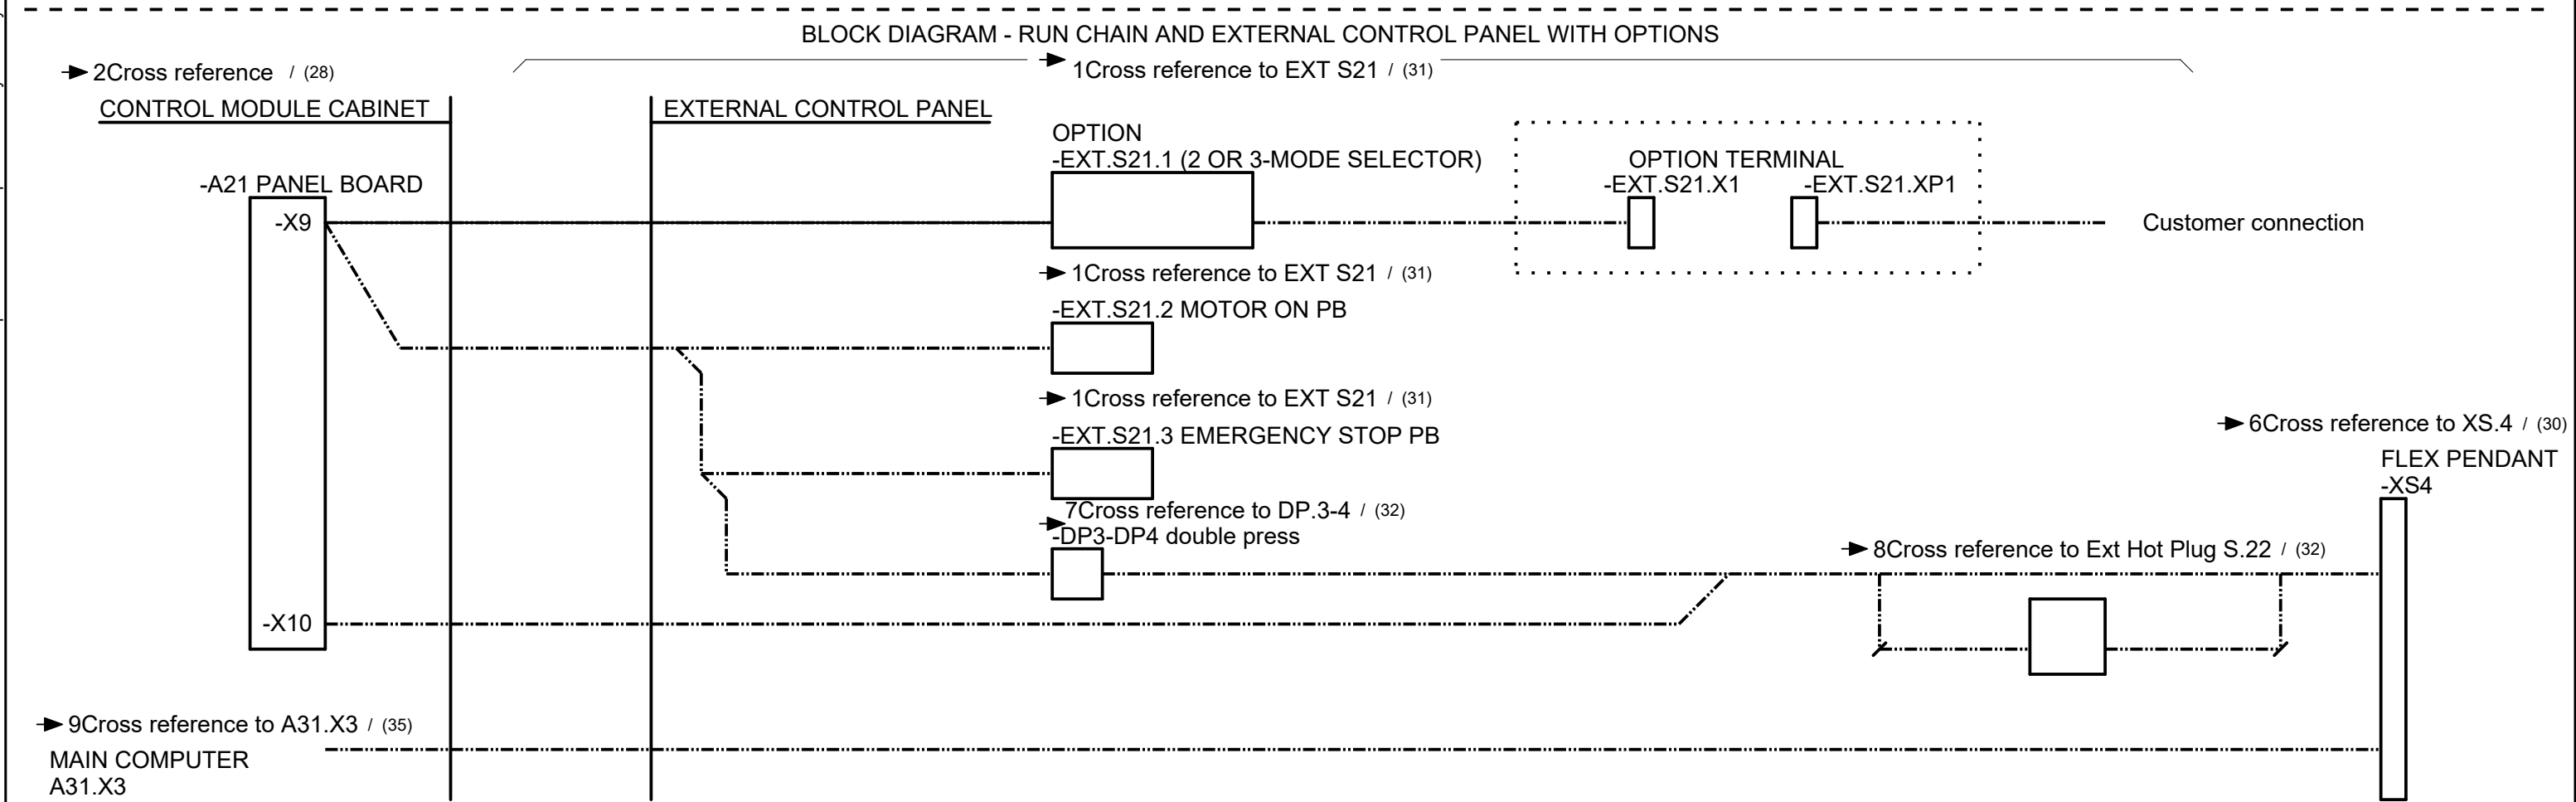 BLOCK DIAGRAM - RUN CHAIN AND EXTERNAL CONTROL PANEL WITH OPTIONS
2Cross reference / (28)
1Cross reference to EXT S21 / (31)
CONTROL MODULE CABINET
EXTERNAL CONTROL PANEL
OPTION
-EXT.S21.1 (2 OR 3-MODE SELECTOR)
OPTION TERMINAL
-EXT.S21.X1
-EXT.S21.XP1
-A21 PANEL BOARD
-X9
Customer connection
1Cross reference to EXT S21 / (31)
-EXT.S21.2 MOTOR ON PB
1Cross reference to EXT S21 / (31)
-EXT.S21.3 EMERGENCY STOP PB
6Cross reference to XS.4 / (30)
FLEX PENDANT
-XS4
7Cross reference to DP.3-4 / (32)
-DP3-DP4 double press
8Cross reference to Ext Hot Plug S.22 / (32)
-X10
9Cross reference to A31.X3 / (35)
MAIN COMPUTER
A31.X3